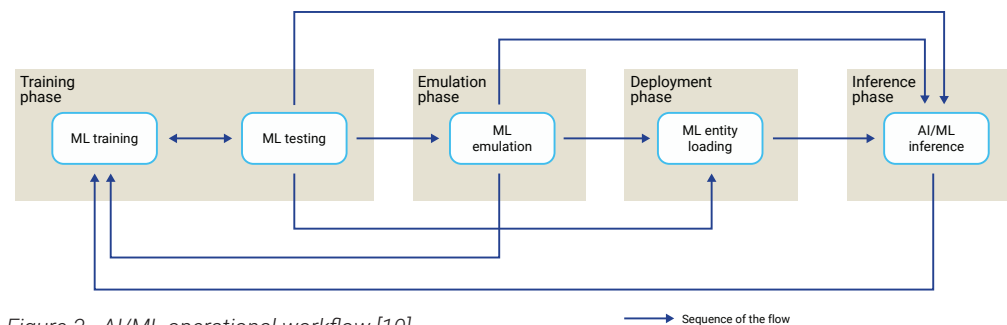 Training
phase
Emulation
phase
Deployment
phase
Inference
phase
ML training
ML testing
ML
emulation
ML entity
loading
AI/ML
inference
Sequence of the flow